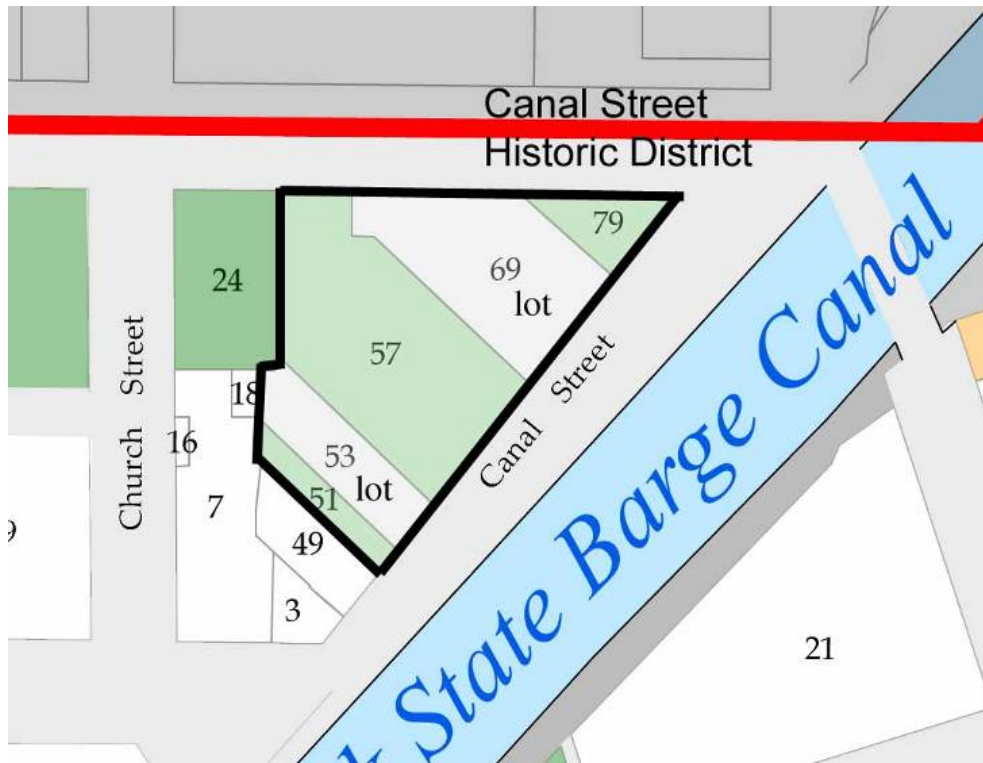 Canal Street
Historic District
79
24
69
lot
57
Canal Street
Church Street
18
16
53
lot
51
7
49
3
21
State Barge Canal